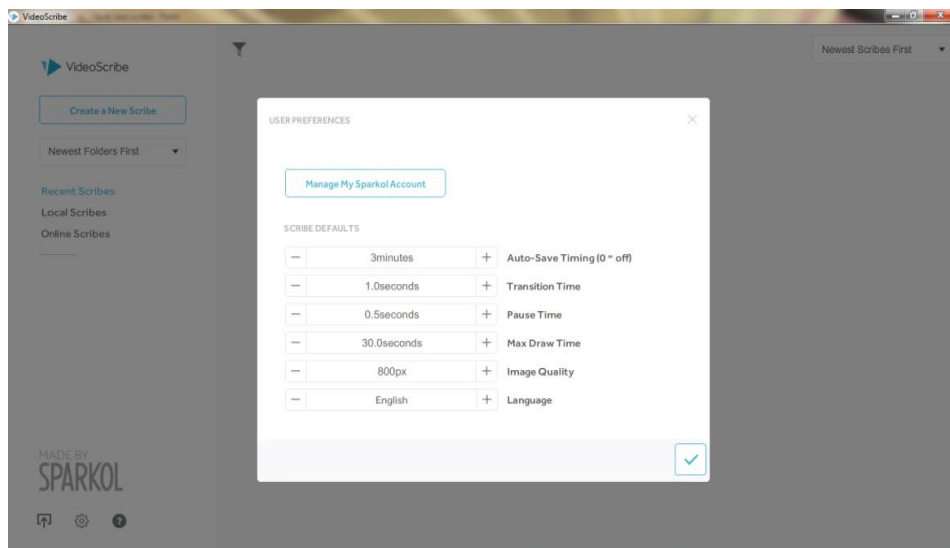 VideoScribe
Newest Scribes First
VideoScribe
Create a New Scribe
Newest Folders First
Recent Scribes
Local Scribes
Online Scribes
MADE BY
SPARKOL
?
USER PREFERENCES
Manage My Sparkol Account
SCRIBE DEFAULTS
3minutes Auto-Save Timing (0 = off)
1.0seconds Transition Time
0.5seconds Pause Time
30.0seconds Max Draw Time
800px Image Quality
English Language